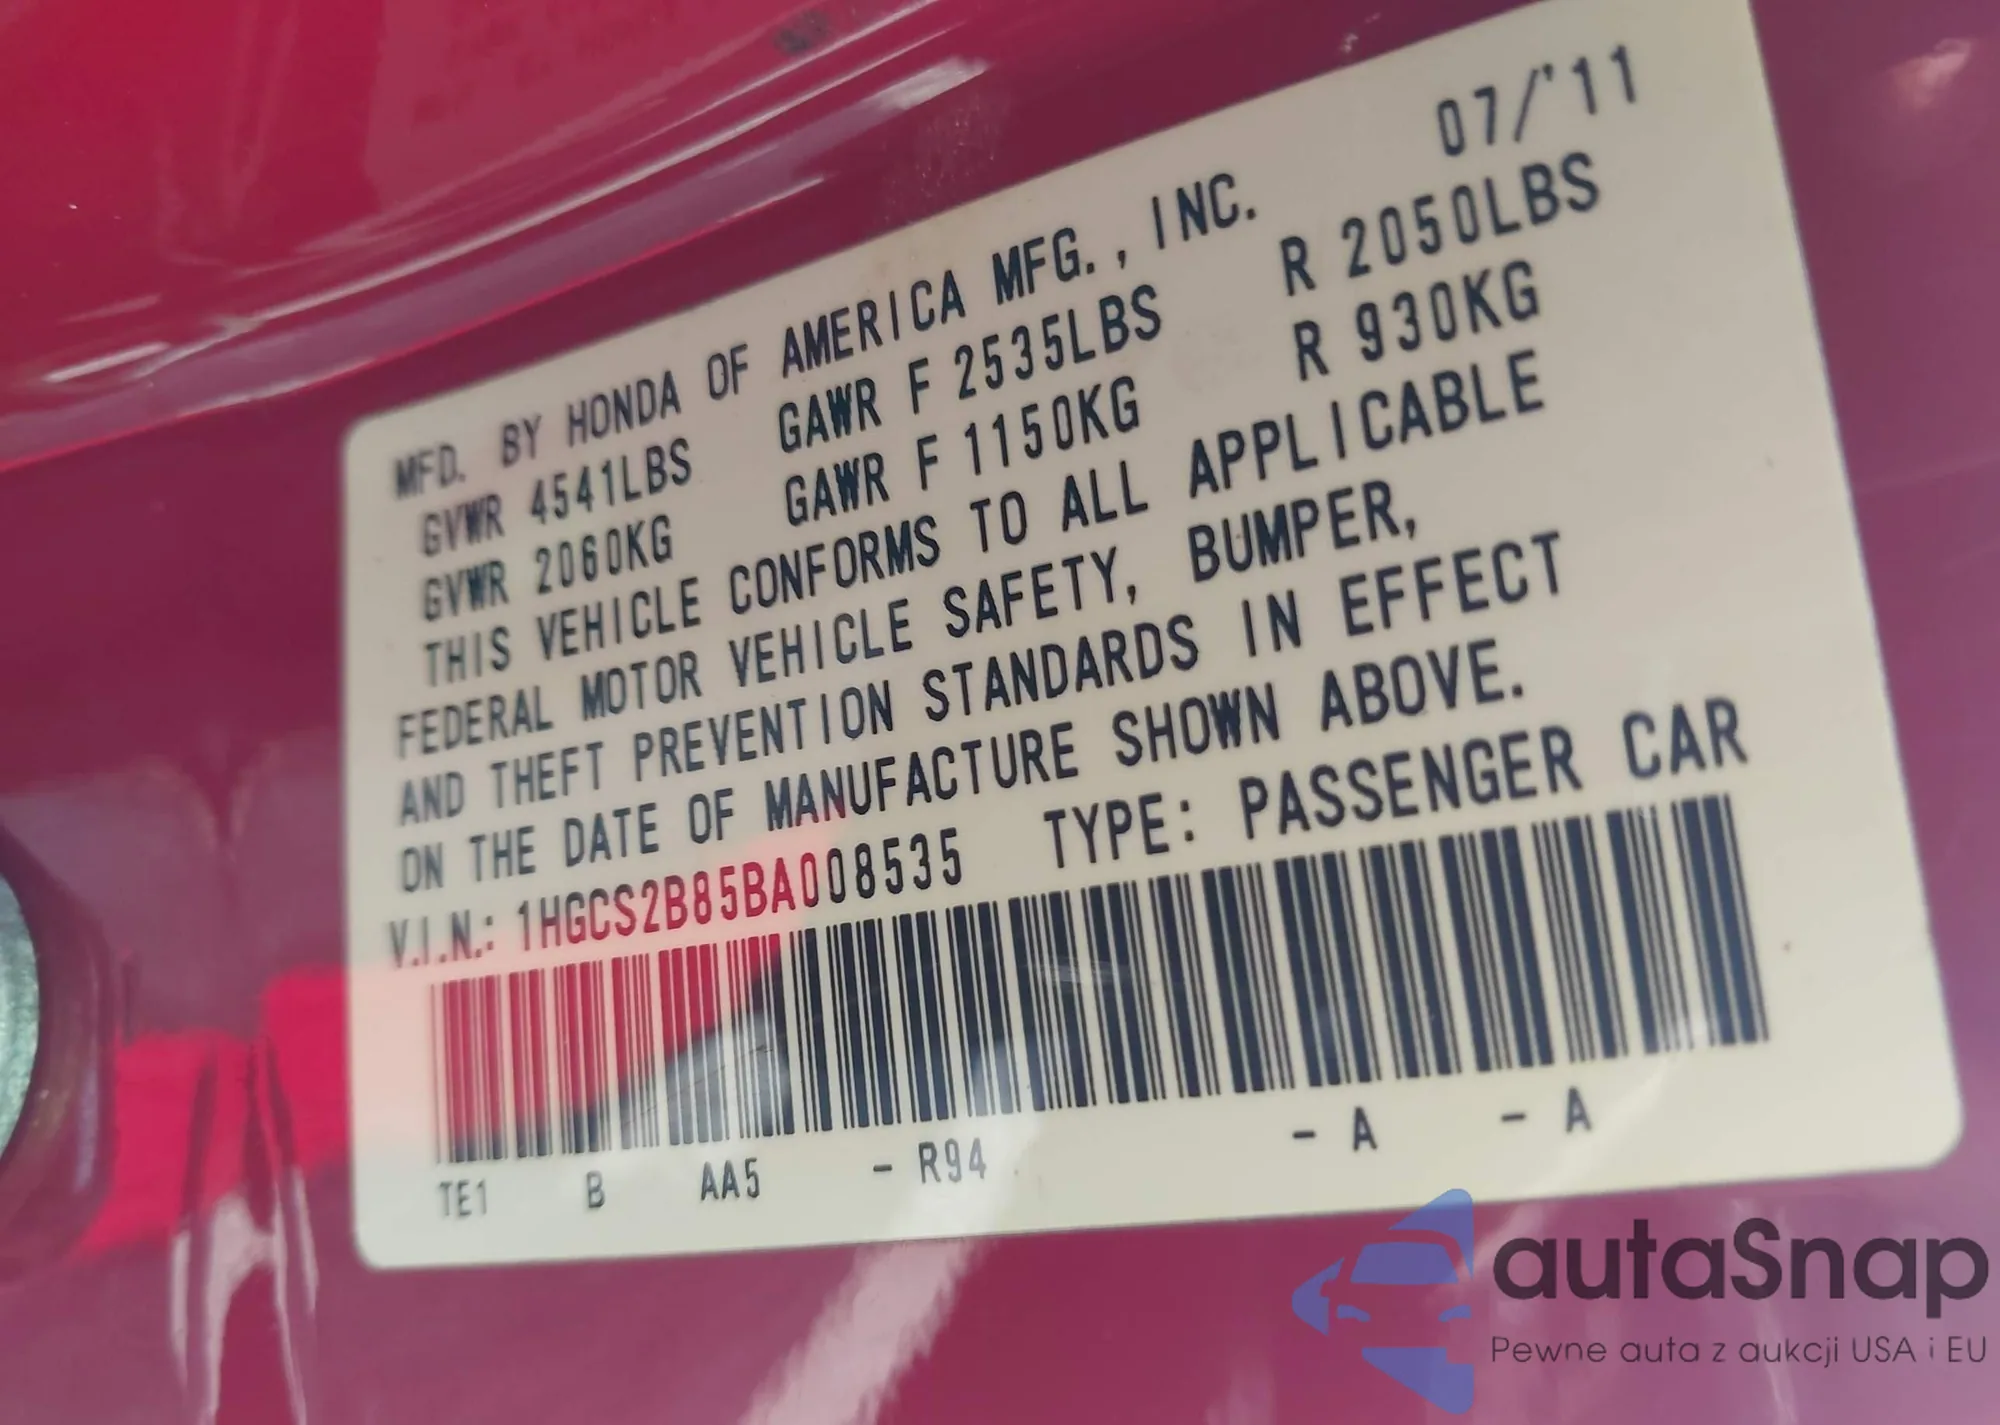 07/'11
MFD. BY HONDA OF AMERICA MFG., INC.
GVWR 4541LBS GAWR F 2535LBS R 2050LBS
GVWR 2060KG GAWR F 1150KG R 930KG
THIS VEHICLE CONFORMS TO ALL APPLICABLE
FEDERAL MOTOR VEHICLE SAFETY, BUMPER,
AND THEFT PREVENTION STANDARDS IN EFFECT
ON THE DATE OF MANUFACTURE SHOWN ABOVE.
V.I.N.: 1HGCS2B85BA008535 TYPE: PASSENGER CAR
TE1 B AA5 - R94 - A - A
autaSnap
Pewne auta z aukcji USA i EU